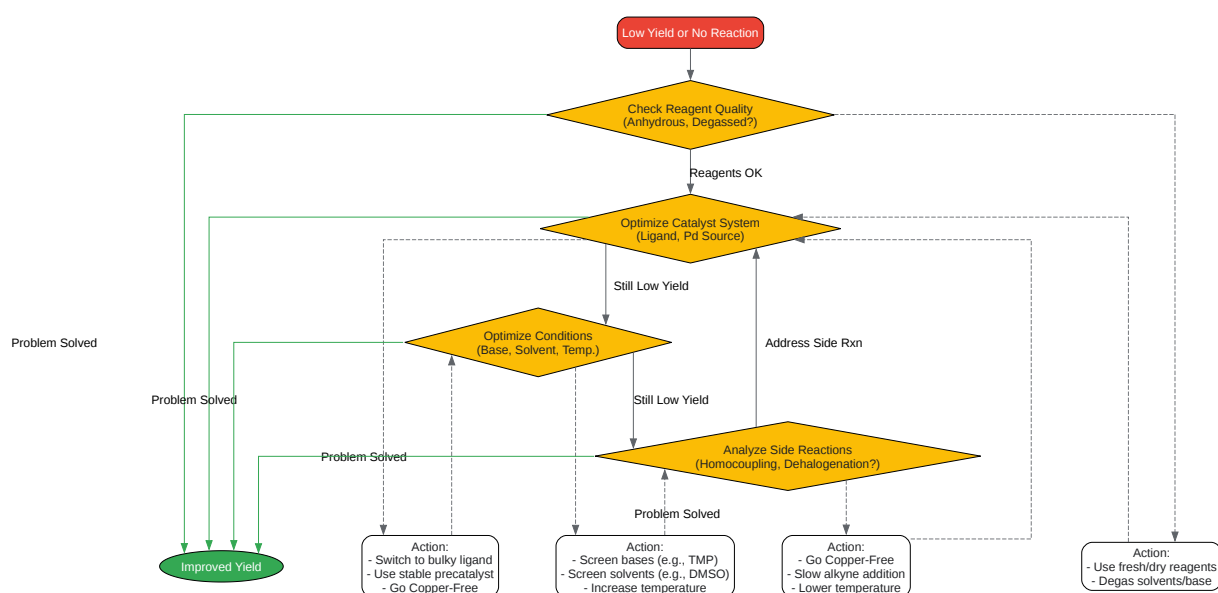 Low Yield or No Reaction
Check Reagent Quality
(Anhydrous, Degassed?)
Reagents OK
Optimize Catalyst System
(Ligand, Pd Source)
Still Low Yield
Optimize Conditions
(Base, Solvent, Temp.)
Problem Solved
Address Side Rxn
Problem Solved
Still Low Yield
Analyze Side Reactions
(Homocoupling, Dehalogenation?)
Problem Solved
Problem Solved
Improved Yield
Action:
- Switch to bulky ligand
- Use stable precatalyst
- Go Copper-Free
Action:
- Screen bases (e.g., TMP)
- Screen solvents (e.g., DMSO)
- Increase temperature
Action:
- Go Copper-Free
- Slow alkyne addition
- Lower temperature
Action:
- Use fresh/dry reagents
- Degas solvents/base